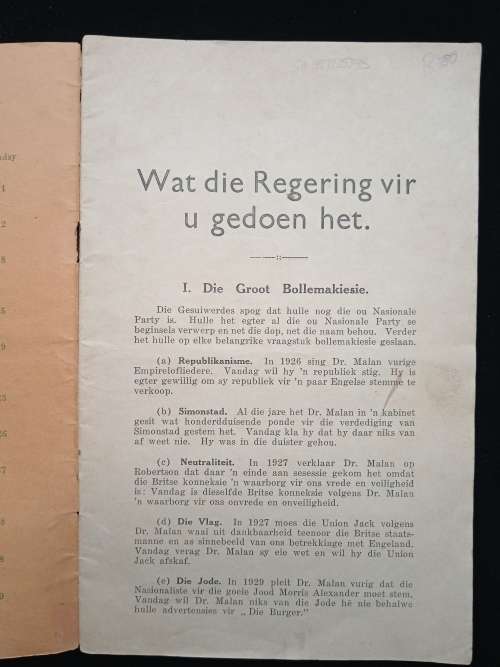 nday
1
2
8
5
9
Wat die Regering vir
u gedoen het.
I. Die Groot Bollemakiesie.
Die Gesuiwerdes spog dat hulle nog die ou Nasionale
Party is. Hulle het egter al die ou Nasionale Party se
beginsels verwerp en net die dop, net die naam behou. Verder
het hulle op elke belangrike vraagstuk bollemakiesie geslaan.
(a) Republikanisme. In 1926 sing Dr. Malan vurige
Empirelofliedere. Vandag wil hy 'n republiek stig. Hy is
egter gewillig om sy republiek vir 'n paar Engelse stemme te
verkoop.
(b) Simonstad. Al die jare het Dr. Malan in 'n kabinet
gesit wat honderdduisende ponde vir die verdediging van
Simonstad gestem het. Vandag kla hy dat hy daar niks van
af weet nie. Hy was in die duister gehou.
(c) Neutraliteit. In 1927 verklaar Dr. Malan op
Robertson dat daar 'n einde aan sesessie gekom het omdat
die Britse konneksie 'n waarborg vir ons vrede en veiligheid
is: Vandag is dieselfde Britse konneksie volgens Dr. Malan
'n waarborg vir ons onvrede en onveiligheid.
(d) Die Vlag. In 1927 moes die Union Jack volgens
Dr. Malan waai uit dankbaarheid teenoor die Britse staats-
manne en as sinnebeeld van ons betrekkinge met Engeland.
Vandag verag Dr. Malan sy eie wet en wil hy die Union
Jack afskaf.
(e) Die Jode. In 1929 pleit Dr. Malan vurig dat die
Nasionaliste vir die goeie Jood Morris Alexander moet stem.
Vandag wil Dr. Malan niks van die Jode hê nie behalwe
hulle advertensies vir „ Die Burger."